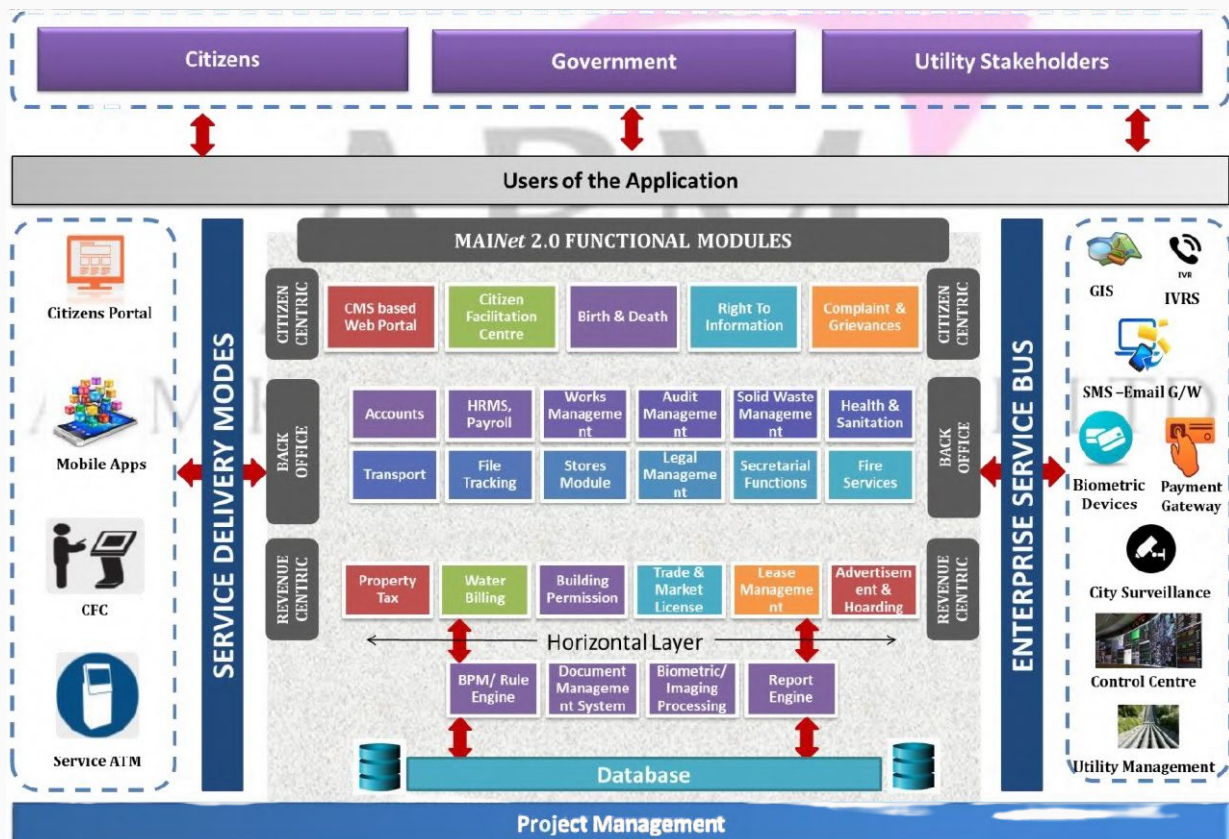 Citizens
Government
Utility Stakeholders
ABM
Users of the Application
MAINet 2.0 FUNCTIONAL MODULES
Citizens Portal
Mobile Apps
CFC
Service ATM
SERVICE DELIVERY MODES
CITIZEN
CENTRIC
CMS based
Web Portal
Citizen
Facilitation
Centre
Birth & Death
Right To
Information
Complaint &
Grievances
CITIZEN
CENTRIC
BACK
OFFICE
Accounts
HRMS,
Payroll
Works
Manageme
nt
Audit
Manageme
nt
Solid Waste
Manageme
nt
Health &
Sanitation
Transport
File
Tracking
Stores
Module
Legal
Manageme
nt
Secretarial
Functions
Fire
Services
BACK
OFFICE
REVENUE
CENTRIC
Property
Tax
Water
Billing
Building
Permission
Trade &
Market
License
Lease
Manageme
nt
Advertisem
ent &
Hoarding
REVENUE
CENTRIC
Horizontal Layer
BPM/ Rule
Engine
Document
Manageme
nt System
Biometric/
Imaging
Processing
Report
Engine
Database
ENTERPRISE SERVICE BUS
GIS
IVR
IVRS
SMS –Email G/W
Biometric
Devices
Payment
Gateway
City Surveillance
Control Centre
Utility Management
LTD
Project Management